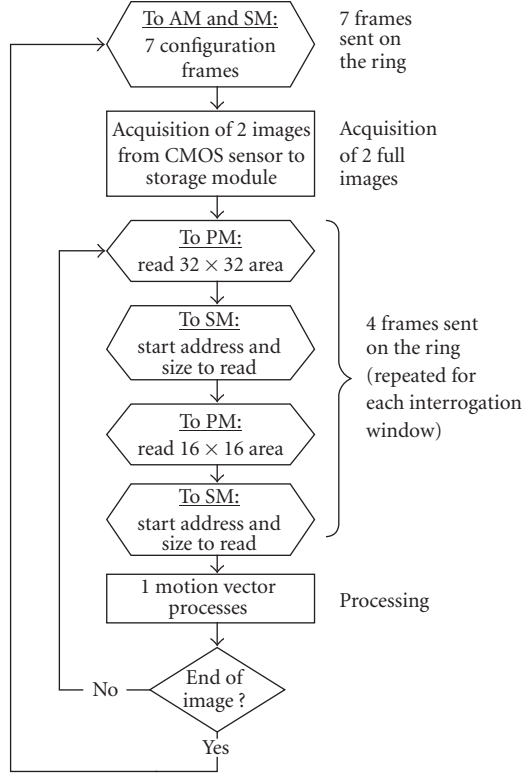 To AM and SM:
7 configuration
frames
7 frames
sent on
the ring
Acquisition of 2 images
from CMOS sensor to
storage module
Acquisition
of 2 full
images
To PM:
read 32 × 32 area
To SM:
start address and
size to read
To PM:
read 16 × 16 area
To SM:
start address and
size to read
4 frames sent
on the ring
(repeated for
each interrogation
window)
1 motion vector
processes
Processing
End of
image ?
No
Yes